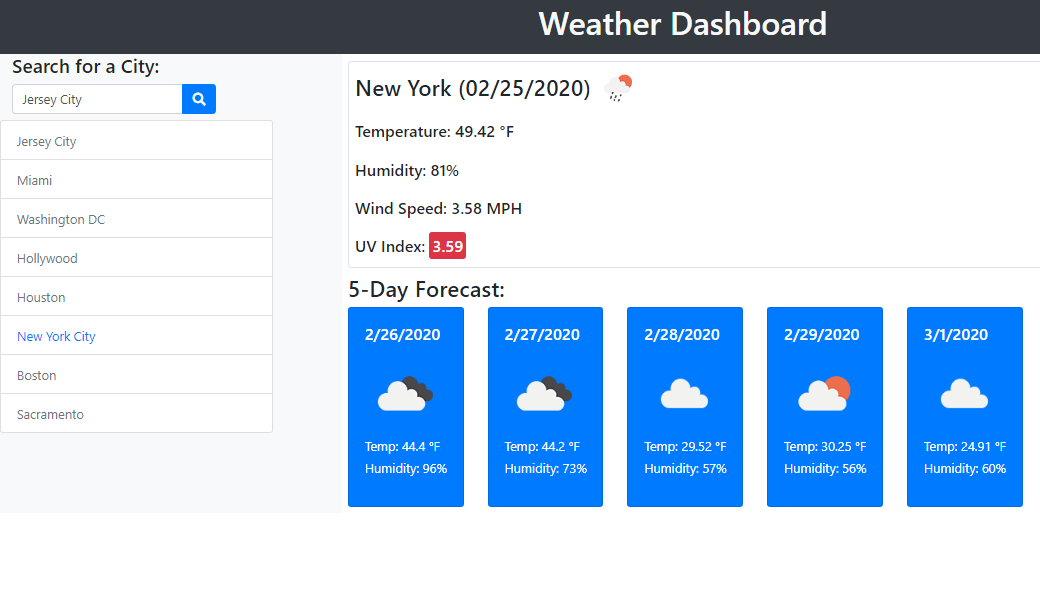 Weather Dashboard
Search for a City:
Jersey City
Jersey City
Miami
Washington DC
Hollywood
Houston
New York City
Boston
Sacramento
New York (02/25/2020)
Temperature: 49.42 °F
Humidity: 81%
Wind Speed: 3.58 MPH
UV Index: 3.59
5-Day Forecast:
2/26/2020
Temp: 44.4 °F
Humidity: 96%
2/27/2020
Temp: 44.2 °F
Humidity: 73%
2/28/2020
Temp: 29.52 °F
Humidity: 57%
2/29/2020
Temp: 30.25 °F
Humidity: 56%
3/1/2020
Temp: 24.91 °F
Humidity: 60%